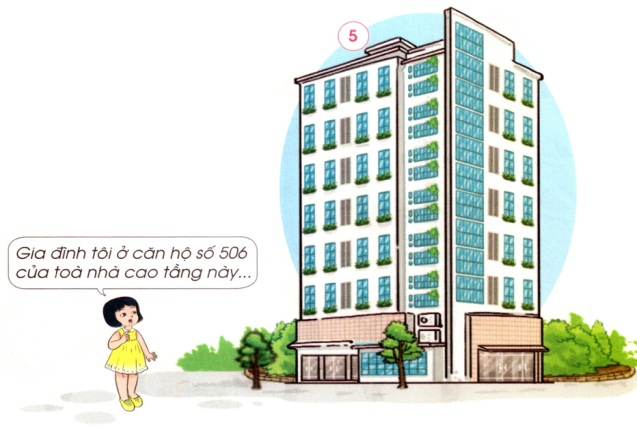 5
Gia đình tôi ở căn hộ số 506
của toà nhà cao tầng này...